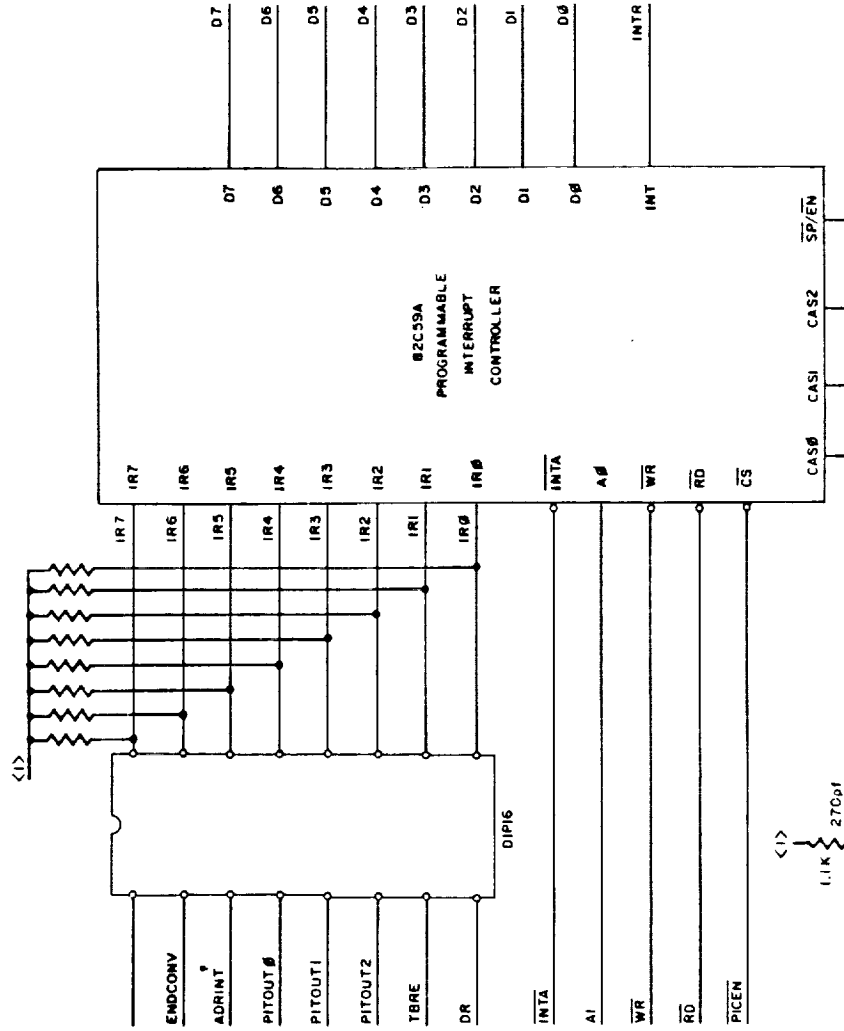 D7
D6
D5
D4
D3
D2
D1
DØ
INTR
D7
D6
D5
D4
D3
D2
D1
DØ
INT
SP/EN
CAS2
CAS1
CASØ
82C59A
PROGRAMMABLE
INTERRUPT
CONTROLLER
IR7
IR6
IR5
IR4
IR3
IR2
IR1
IRØ
INTA
AØ
WR
RD
CS
IR7
IR6
IR5
IR4
IR3
IR2
IR1
IRØ
<1>
DIP16
ENDCONV
ADRINT
PITOUTØ
PITOUT1
PITOUT2
TBRE
DR
INTA
A1
WR
RD
PICEN
<1>
1.1K
270pf